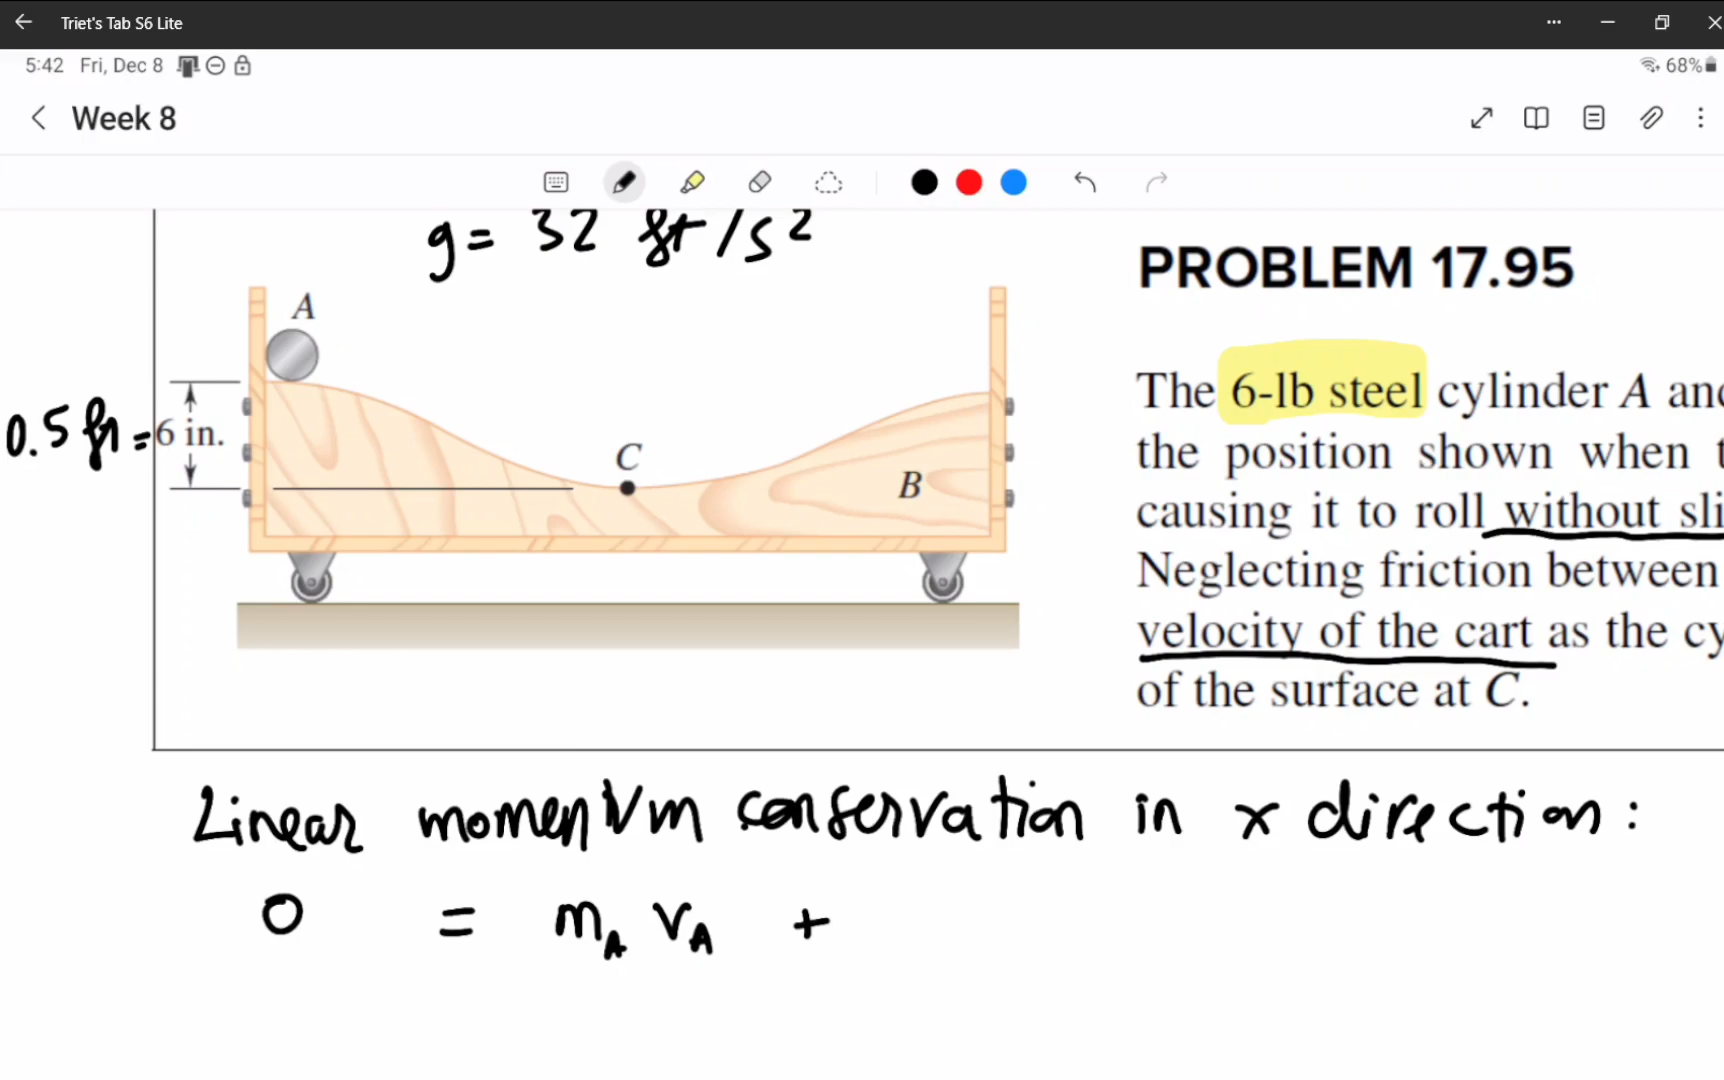 Triet's Tab S6 Lite
5:42 Fri, Dec 8
68%
Week 8
g = 32 ft/s²
PROBLEM 17.95
A
The 6-lb steel cylinder A and
0.5 ft = 6 in.
the position shown when t
C
B
causing it to roll without sli
Neglecting friction between
velocity of the cart as the cy
of the surface at C.
Linear momentum conservation in x direction:
0 = mA vA +